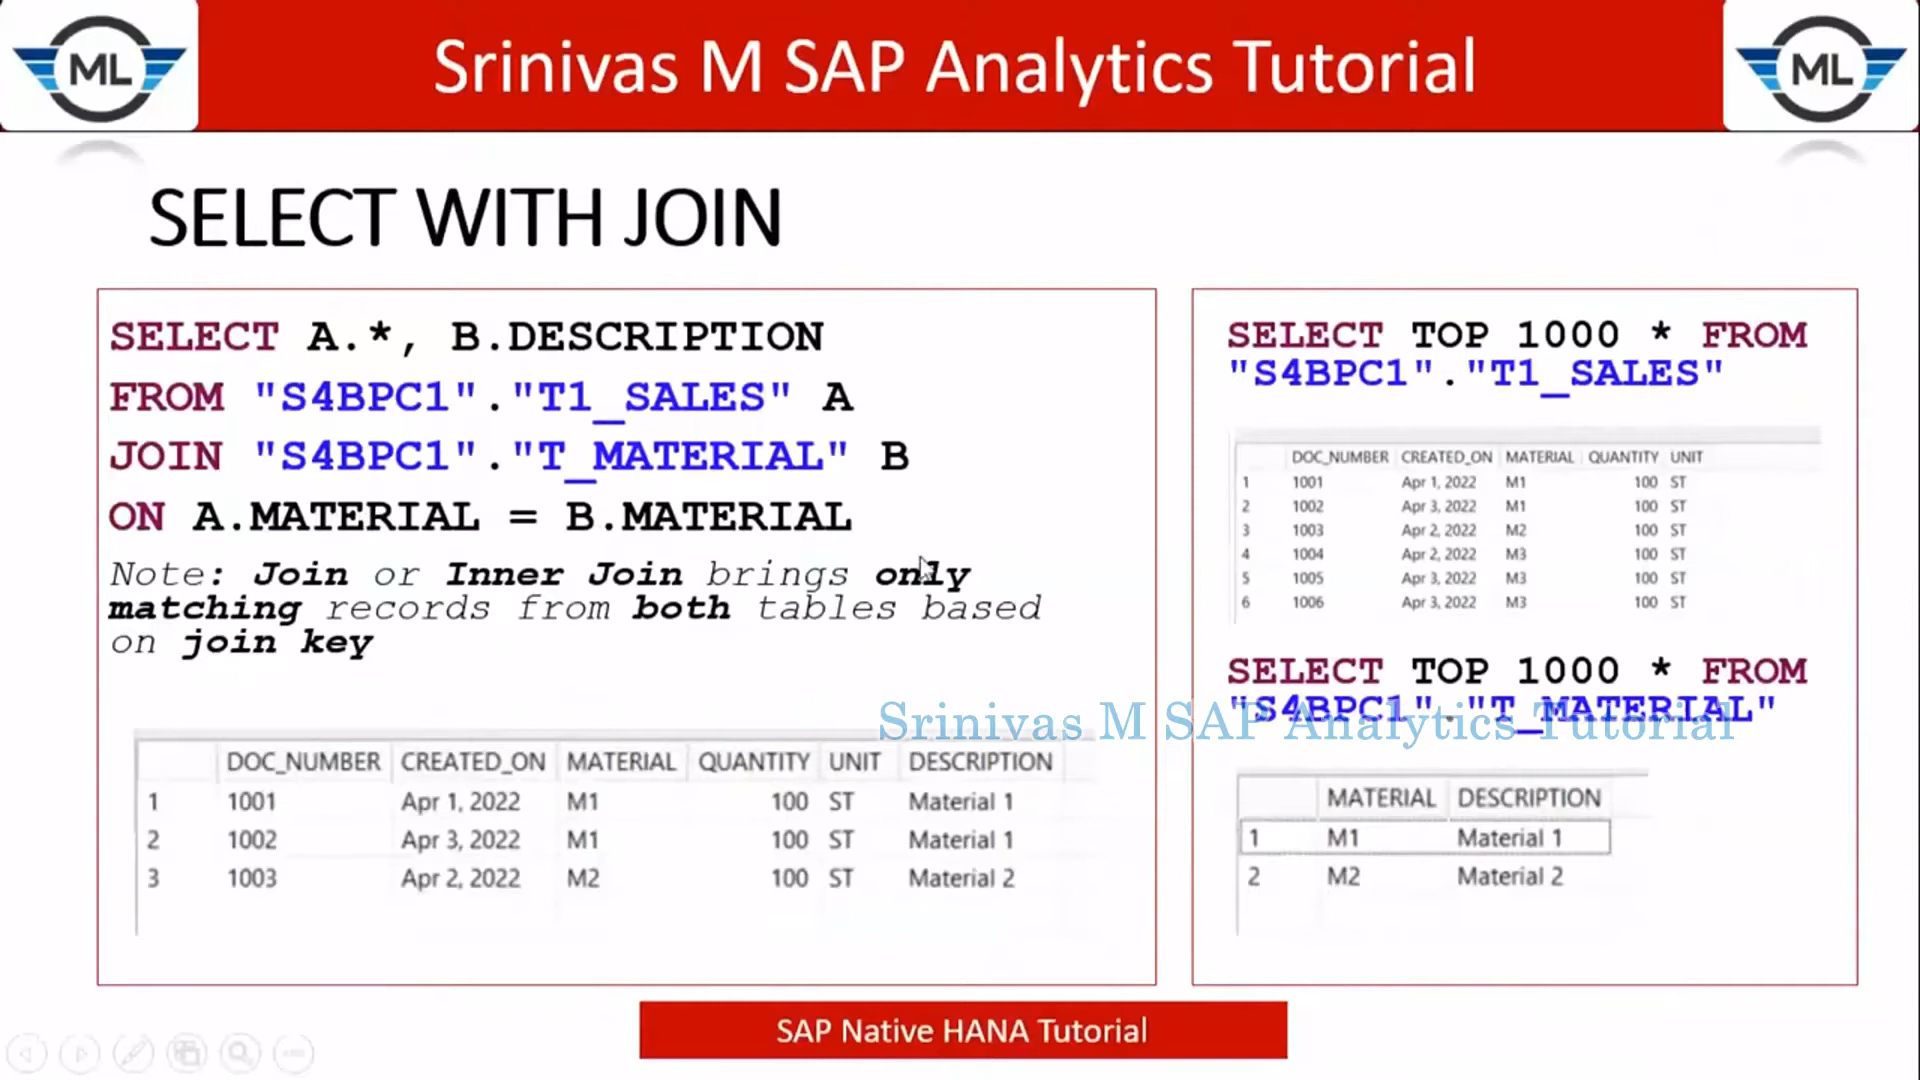 ML
Srinivas M SAP Analytics Tutorial
ML
SELECT WITH JOIN
SELECT A.*, B.DESCRIPTION
FROM "S4BPC1"."T1_SALES" A
JOIN "S4BPC1"."T_MATERIAL" B
ON A.MATERIAL = B.MATERIAL
Note: Join or Inner Join brings only
matching records from both tables based
on join key
DOC_NUMBER CREATED_ON MATERIAL QUANTITY UNIT DESCRIPTION
1 1001 Apr 1, 2022 M1 100 ST Material 1
2 1002 Apr 3, 2022 M1 100 ST Material 1
3 1003 Apr 2, 2022 M2 100 ST Material 2
SELECT TOP 1000 * FROM
"S4BPC1"."T1_SALES"
DOC_NUMBER CREATED_ON MATERIAL QUANTITY UNIT
1 1001 Apr 1, 2022 M1 100 ST
2 1002 Apr 3, 2022 M1 100 ST
3 1003 Apr 2, 2022 M2 100 ST
4 1004 Apr 2, 2022 M3 100 ST
5 1005 Apr 3, 2022 M3 100 ST
6 1006 Apr 3, 2022 M3 100 ST
SELECT TOP 1000 * FROM
"S4BPC1"."T_MATERIAL"
Srinivas M SAP Analytics Tutorial
MATERIAL DESCRIPTION
1 M1 Material 1
2 M2 Material 2
SAP Native HANA Tutorial